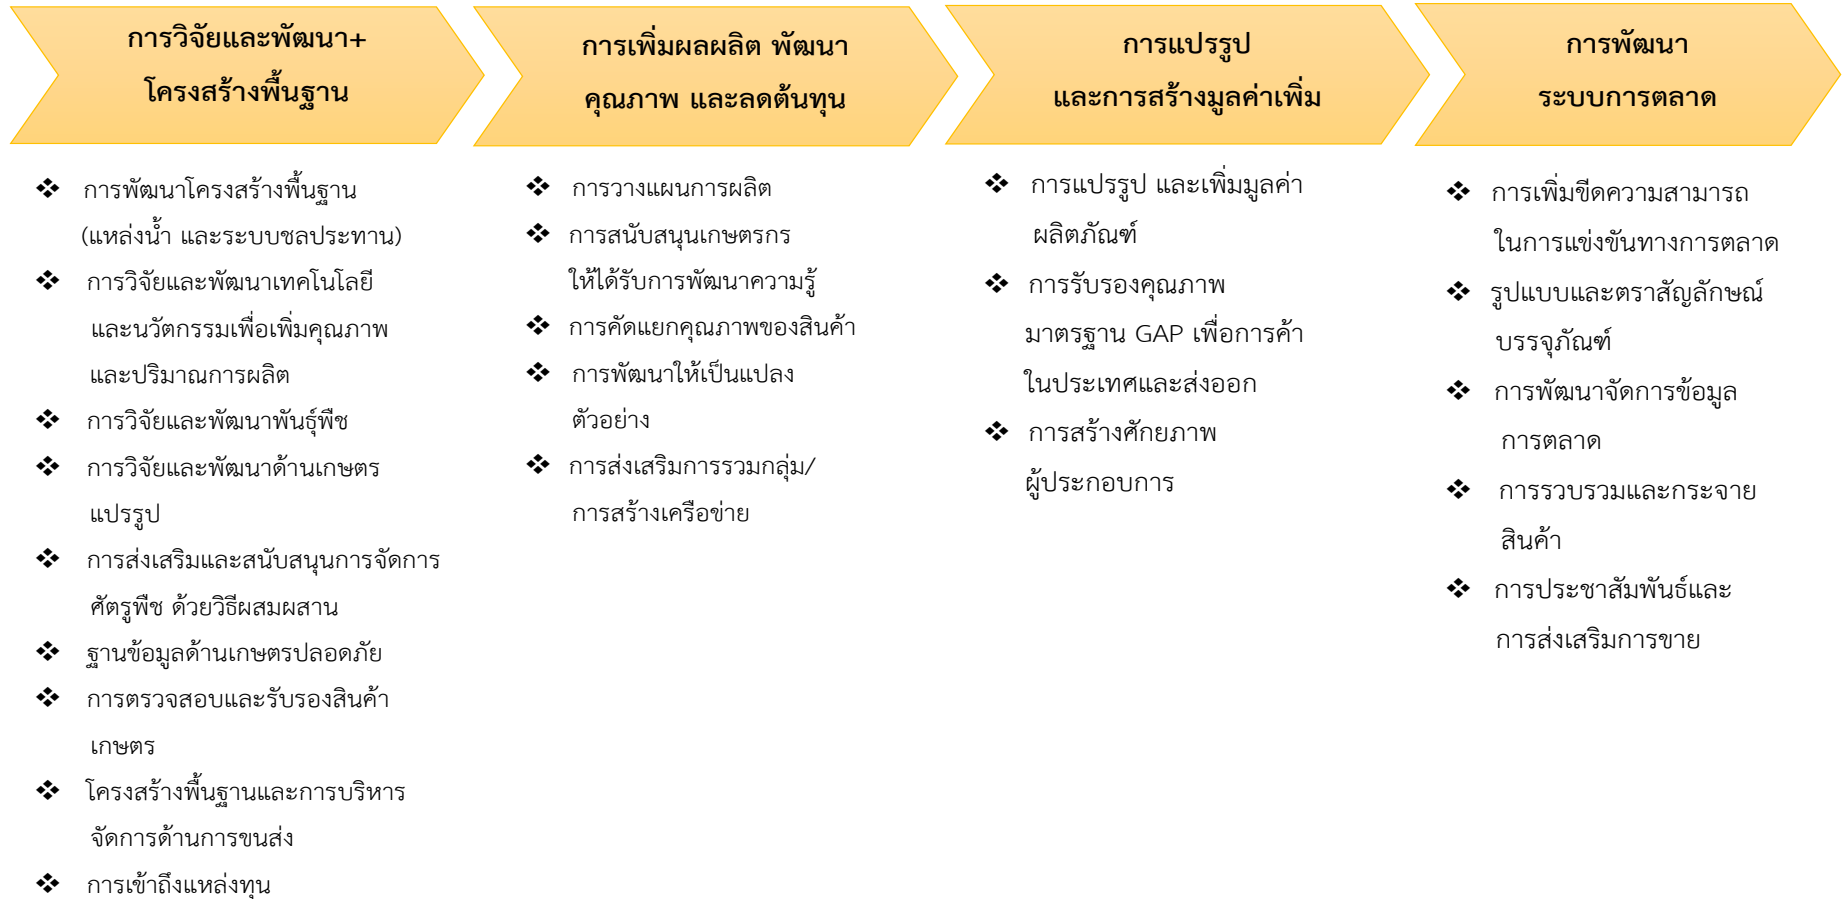 การวิจัยและพัฒนา+
โครงสร้างพื้นฐาน
❖ การพัฒนาโครงสร้างพื้นฐาน
(แหล่งน้ำ และระบบชลประทาน)
❖ การวิจัยและพัฒนาเทคโนโลยี
และนวัตกรรมเพื่อเพิ่มคุณภาพ
และปริมาณการผลิต
❖ การวิจัยและพัฒนาพันธุ์พืช
❖ การวิจัยและพัฒนาด้านเกษตร
แปรรูป
❖ การส่งเสริมและสนับสนุนการจัดการ
ศัตรูพืช ด้วยวิธีผสมผสาน
❖ ฐานข้อมูลด้านเกษตรปลอดภัย
❖ การตรวจสอบและรับรองสินค้า
เกษตร
❖ โครงสร้างพื้นฐานและการบริหาร
จัดการด้านการขนส่ง
❖ การเข้าถึงแหล่งทุน
การเพิ่มผลผลิต พัฒนา
คุณภาพ และลดต้นทุน
❖ การวางแผนการผลิต
❖ การสนับสนุนเกษตรกร
ให้ได้รับการพัฒนาความรู้
❖ การคัดแยกคุณภาพของสินค้า
❖ การพัฒนาให้เป็นแปลง
ตัวอย่าง
❖ การส่งเสริมการรวมกลุ่ม/
การสร้างเครือข่าย
การแปรรูป
และการสร้างมูลค่าเพิ่ม
❖ การแปรรูป และเพิ่มมูลค่า
ผลิตภัณฑ์
❖ การรับรองคุณภาพ
มาตรฐาน GAP เพื่อการค้า
ในประเทศและส่งออก
❖ การสร้างศักยภาพ
ผู้ประกอบการ
การพัฒนา
ระบบการตลาด
❖ การเพิ่มขีดความสามารถ
ในการแข่งขันทางการตลาด
❖ รูปแบบและตราสัญลักษณ์
บรรจุภัณฑ์
❖ การพัฒนาจัดการข้อมูล
การตลาด
❖ การรวบรวมและกระจาย
สินค้า
❖ การประชาสัมพันธ์และ
การส่งเสริมการขาย